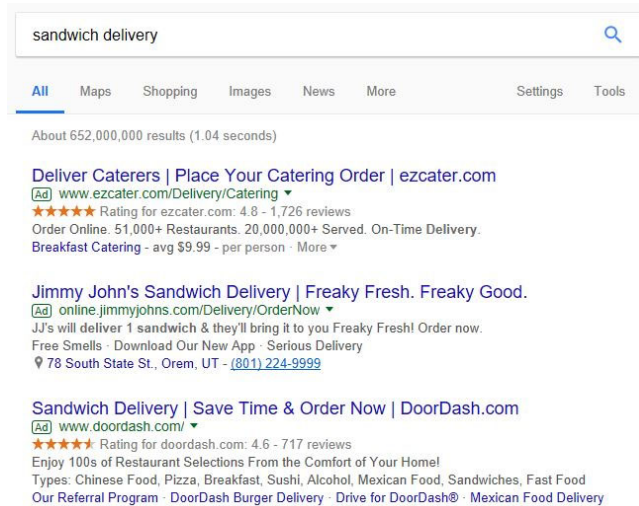 sandwich delivery
All Maps Shopping Images News More Settings Tools
About 652,000,000 results (1.04 seconds)
Deliver Caterers | Place Your Catering Order | ezcater.com
Ad www.ezcater.com/Delivery/Catering
Rating for ezcater.com: 4.8 - 1,726 reviews
Order Online. 51,000+ Restaurants. 20,000,000+ Served. On-Time Delivery.
Breakfast Catering - avg $9.99 - per person · More
Jimmy John's Sandwich Delivery | Freaky Fresh. Freaky Good.
Ad online.jimmyjohns.com/Delivery/OrderNow
JJ's will deliver 1 sandwich & they'll bring it to you Freaky Fresh! Order now.
Free Smells · Download Our New App · Serious Delivery
78 South State St., Orem, UT - (801) 224-9999
Sandwich Delivery | Save Time & Order Now | DoorDash.com
Ad www.doordash.com/
Rating for doordash.com: 4.6 - 717 reviews
Enjoy 100s of Restaurant Selections From the Comfort of Your Home!
Types: Chinese Food, Pizza, Breakfast, Sushi, Alcohol, Mexican Food, Sandwiches, Fast Food
Our Referral Program · DoorDash Burger Delivery · Drive for DoorDash® · Mexican Food Delivery